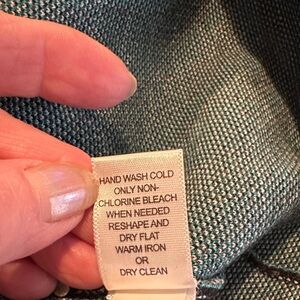 HAND WASH COLD
ONLY NON-
CHLORINE BLEACH
WHEN NEEDED
RESHAPE AND
DRY FLAT
WARM IRON
OR
DRY CLEAN